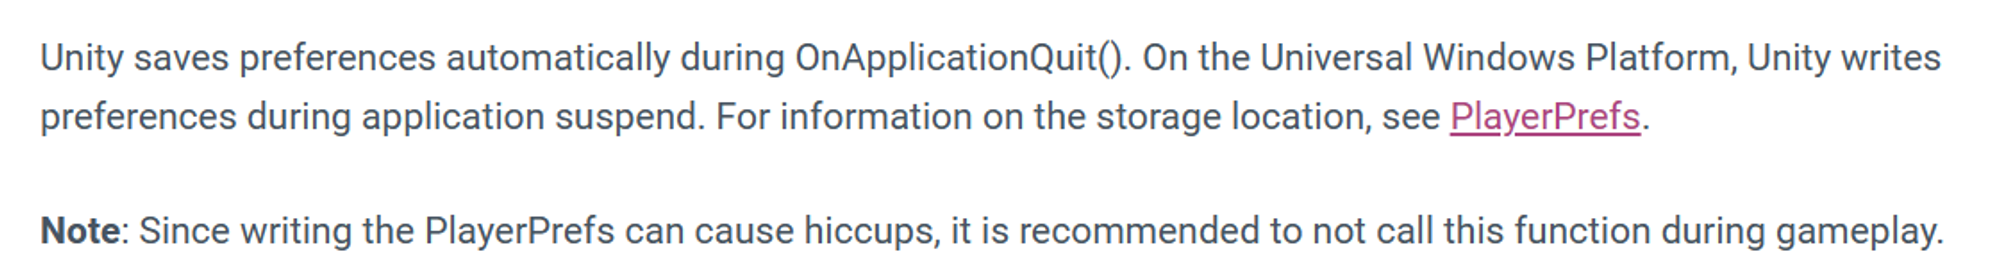 Unity saves preferences automatically during OnApplicationQuit(). On the Universal Windows Platform, Unity writes
preferences during application suspend. For information on the storage location, see PlayerPrefs.
Note: Since writing the PlayerPrefs can cause hiccups, it is recommended to not call this function during gameplay.